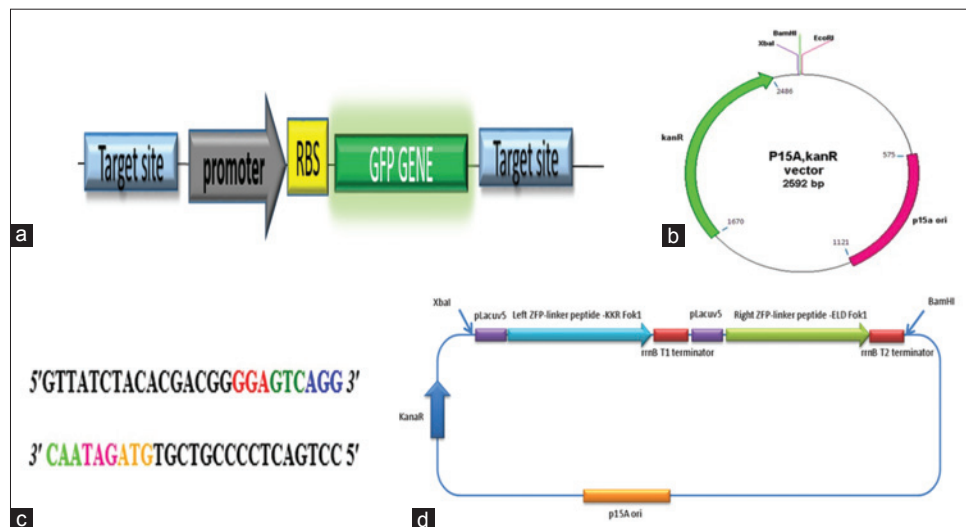 Target site
promoter
RBS
GFP GENE
Target site
a
BamHI
XbaI
EcoRI
2486
kanR
P15A,kanR
vector
2592 bp
575
p15a ori
1670
1121
b
5'GTTATCTACACGACGGGGAGTCAGG 3'
3' CAATAGATGTGCTGCCCCTCAGTCC 5'
c
XbaI
BamHI
pLacuv5
Left ZFP-linker peptide -KKR Fok1
pLacuv5
Right ZFP-linker peptide -ELD Fok1
rrnB T1 terminator
rrnB T2 terminator
KanaR
p15A ori
d